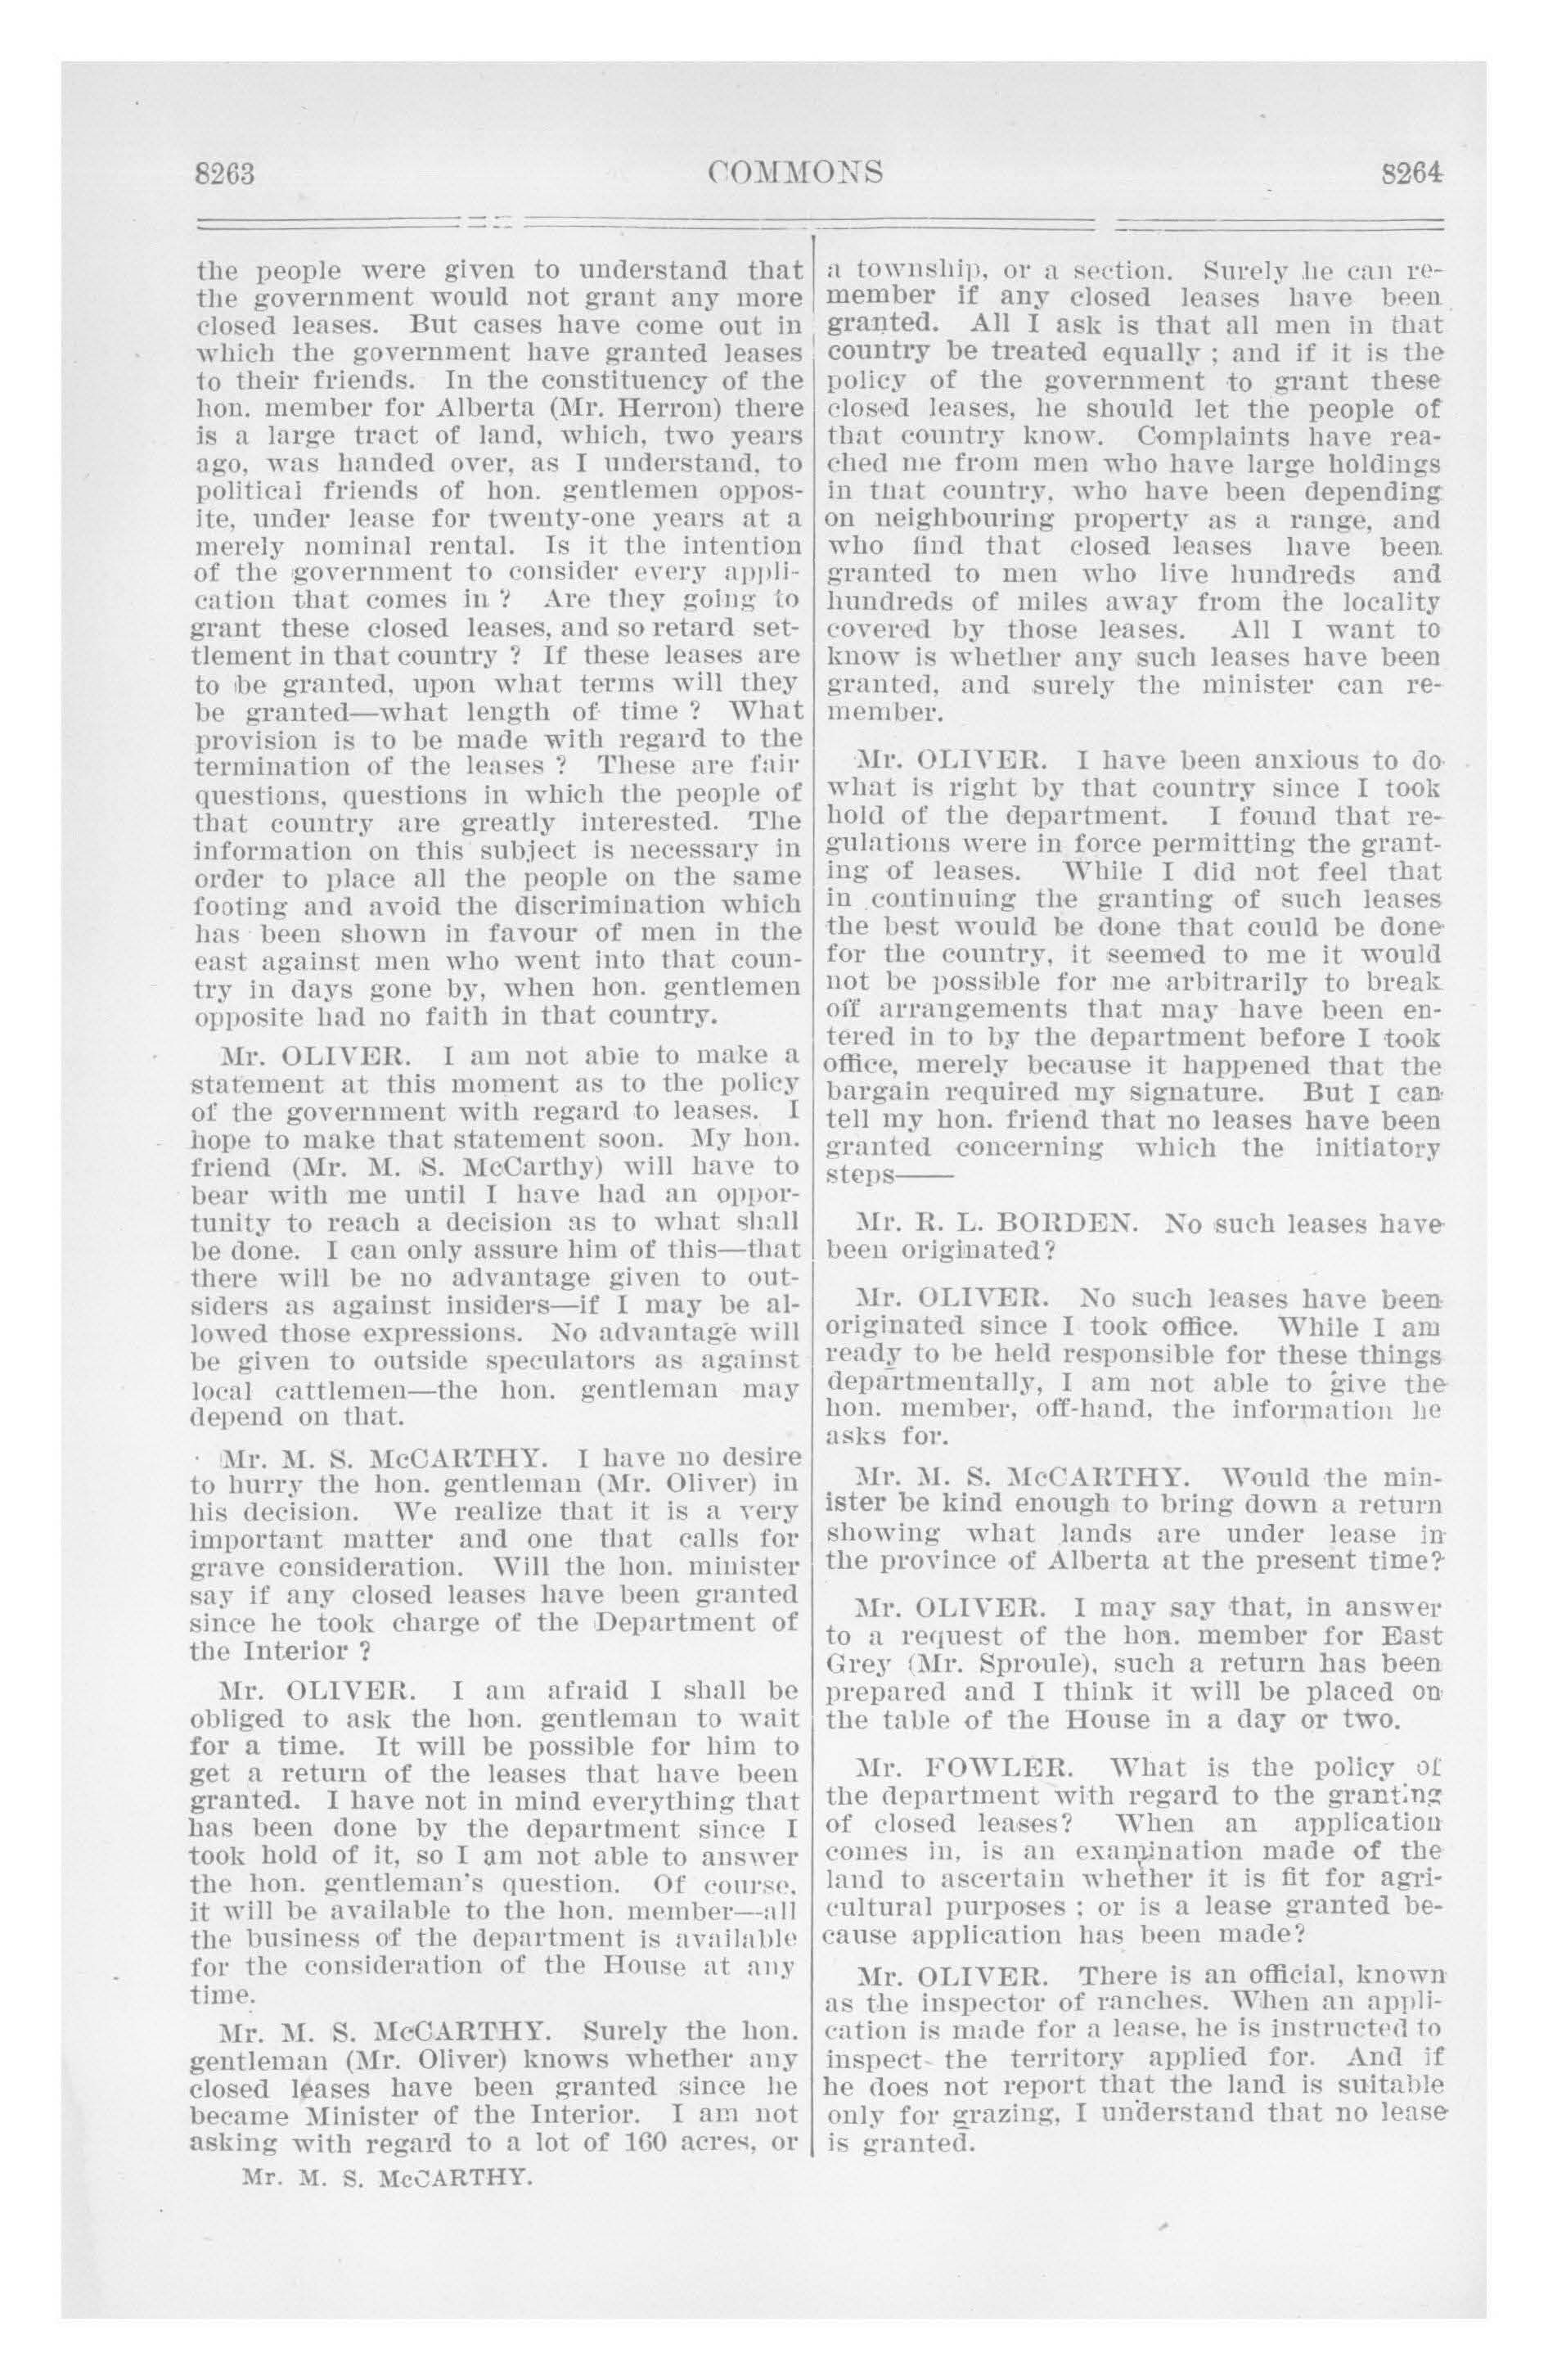 8263
COMMONS
8264
the people were given to understand that
the government would not grant any more
closed leases. But cases have come out in
which the government have granted leases
to their friends. In the constituency of the
hon. member for Alberta (Mr. Herron) there
is a large tract of land, which, two years
ago, was handed over, as I understand, to
political friends of hon. gentlemen oppos-
ite, under lease for twenty-one years at a
merely nominal rental. Is it the intention
of the government to consider every appli-
cation that comes in ? Are they going to
grant these closed leases, and so retard set-
tlement in that country ? If these leases are
to be granted, upon what terms will they
be granted—what length of time ? What
provision is to be made with regard to the
termination of the leases ? These are fair
questions, questions in which the people of
that country are greatly interested. The
information on this subject is necessary in
order to place all the people on the same
footing and avoid the discrimination which
has been shown in favour of men in the
east against men who went into that coun-
try in days gone by, when hon. gentlemen
opposite had no faith in that country.
Mr. OLIVER. I am not able to make a
statement at this moment as to the policy
of the government with regard to leases. I
hope to make that statement soon. My hon.
friend (Mr. M. S. McCarthy) will have to
bear with me until I have had an oppor-
tunity to reach a decision as to what shall
be done. I can only assure him of this—that
there will be no advantage given to out-
siders as against insiders—if I may be al-
lowed those expressions. No advantage will
be given to outside speculators as against
local cattlemen—the hon. gentleman may
depend on that.
Mr. M. S. McCARTHY. I have no desire
to hurry the hon. gentleman (Mr. Oliver) in
his decision. We realize that it is a very
important matter and one that calls for
grave consideration. Will the hon. minister
say if any closed leases have been granted
since he took charge of the Department of
the Interior ?
Mr. OLIVER. I am afraid I shall be
obliged to ask the hon. gentleman to wait
for a time. It will be possible for him to
get a return of the leases that have been
granted. I have not in mind everything that
has been done by the department since I
took hold of it, so I am not able to answer
the hon. gentleman's question. Of course,
it will be available to the hon. member—all
the business of the department is available
for the consideration of the House at any
time.
Mr. M. S. McCARTHY. Surely the hon.
gentleman (Mr. Oliver) knows whether any
closed leases have been granted since he
became Minister of the Interior. I am not
asking with regard to a lot of 160 acres, or
Mr. M. S. McCARTHY.
a township, or a section. Surely he can re-
member if any closed leases have been
granted. All I ask is that all men in that
country be treated equally ; and if it is the
policy of the government to grant these
closed leases, he should let the people of
that country know. Complaints have rea-
ched me from men who have large holdings
in that country, who have been depending
on neighbouring property as a range, and
who find that closed leases have been
granted to men who live hundreds and
hundreds of miles away from the locality
covered by those leases. All I want to
know is whether any such leases have been
granted, and surely the minister can re-
member.
Mr. OLIVER. I have been anxious to do
what is right by that country since I took
hold of the department. I found that re-
gulations were in force permitting the grant-
ing of leases. While I did not feel that
in continuing the granting of such leases
the best would be done that could be done
for the country, it seemed to me it would
not be possible for me arbitrarily to break
off arrangements that may have been en-
tered in to by the department before I took
office, merely because it happened that the
bargain required my signature. But I can
tell my hon. friend that no leases have been
granted concerning which the initiatory
steps——
Mr. R. L. BORDEN. No such leases have
been originated?
Mr. OLIVER. No such leases have been
originated since I took office. While I am
ready to be held responsible for these things
departmentally, I am not able to give the
hon. member, off-hand, the information he
asks for.
Mr. M. S. McCARTHY. Would the min-
ister be kind enough to bring down a return
showing what lands are under lease in
the province of Alberta at the present time?
Mr. OLIVER. I may say that, in answer
to a request of the hon. member for East
Grey (Mr. Sproule), such a return has been
prepared and I think it will be placed on
the table of the House in a day or two.
Mr. FOWLER. What is the policy of
the department with regard to the granting
of closed leases? When an application
comes in, is an examination made of the
land to ascertain whether it is fit for agri-
cultural purposes ; or is a lease granted be-
cause application has been made?
Mr. OLIVER. There is an official, known
as the inspector of ranches. When an appli-
cation is made for a lease, he is instructed to
inspect the territory applied for. And if
he does not report that the land is suitable
only for grazing, I understand that no lease
is granted.